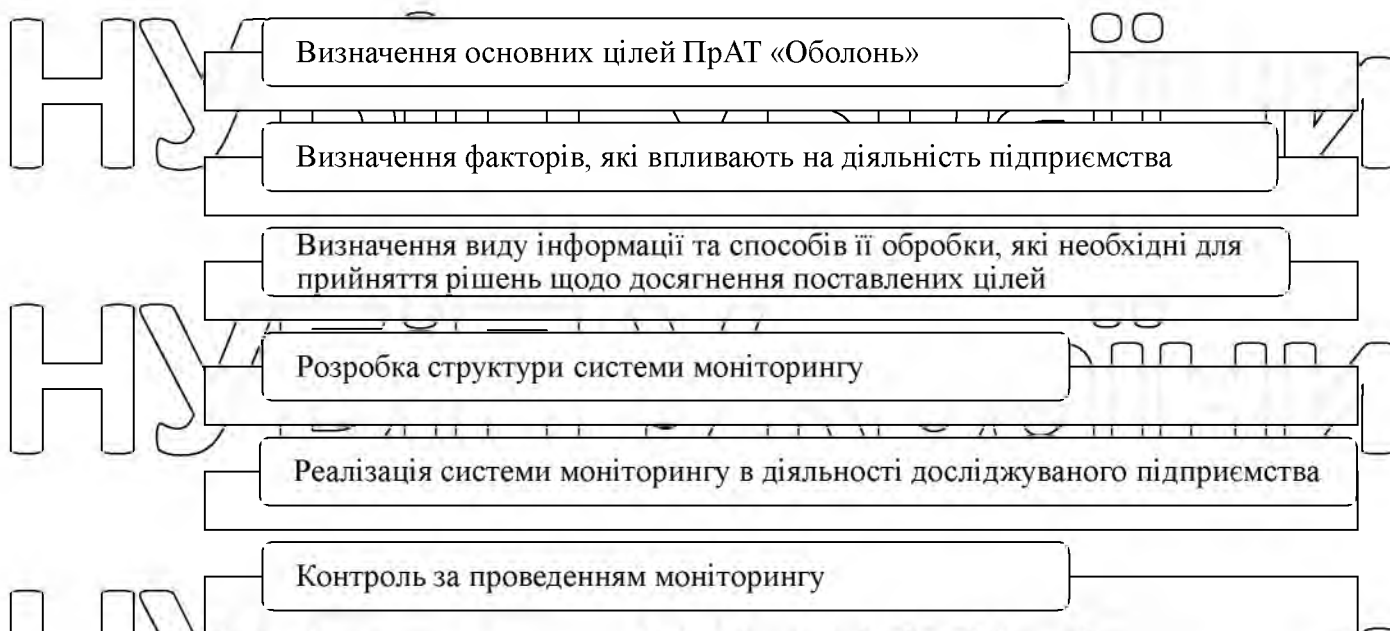 Визначення основних цілей ПрАТ «Оболонь»
Визначення факторів, які впливають на діяльність підприємства
Визначення виду інформації та способів її обробки, які необхідні для
прийняття рішень щодо досягнення поставлених цілей
Розробка структури системи моніторингу
Реалізація системи моніторингу в діяльності досліджуваного підприємства
Контроль за проведенням моніторингу